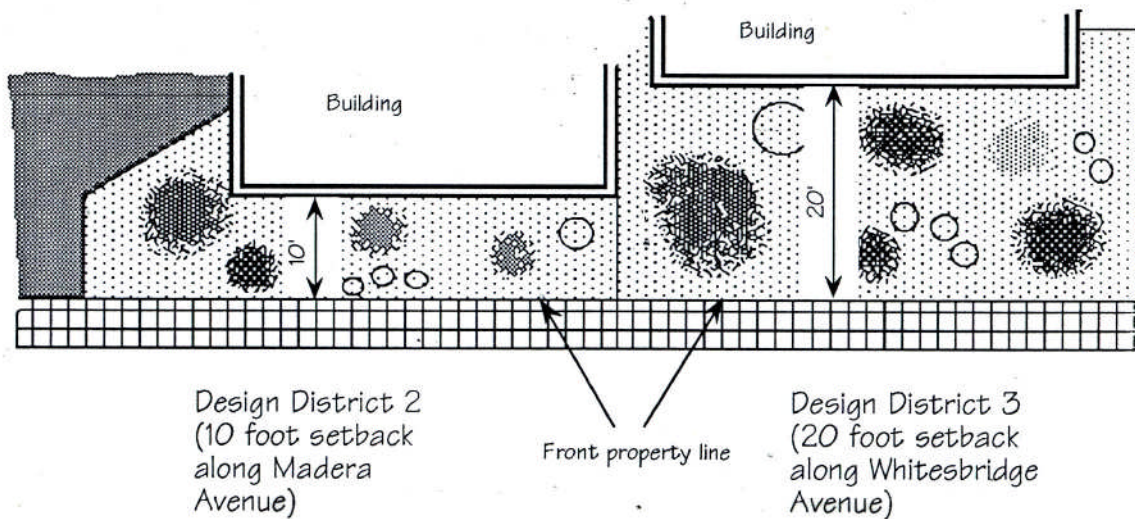 Building
Building
10'
20'
Design District 2
(10 foot setback
along Madera
Avenue)
Front property line
Design District 3
(20 foot setback
along Whitesbridge
Avenue)